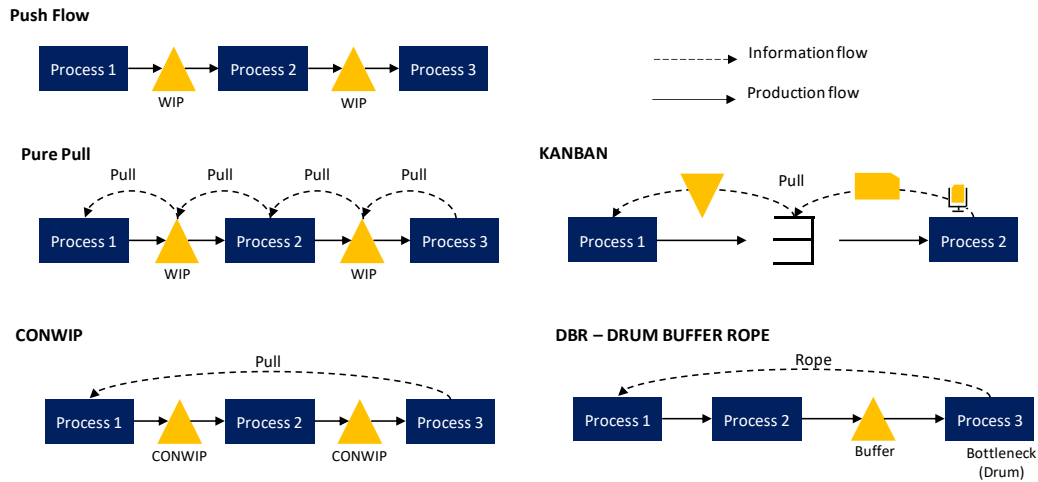 Push Flow
Process 1
Process 2
Process 3
WIP
WIP
Information flow
Production flow
Pure Pull
Pull
Pull
Pull
Pull
Process 1
Process 2
Process 3
WIP
WIP
KANBAN
Pull
Process 1
Process 2
CONWIP
Pull
Process 1
Process 2
Process 3
CONWIP
CONWIP
DBR – DRUM BUFFER ROPE
Rope
Process 1
Process 2
Process 3
Buffer
Bottleneck
(Drum)